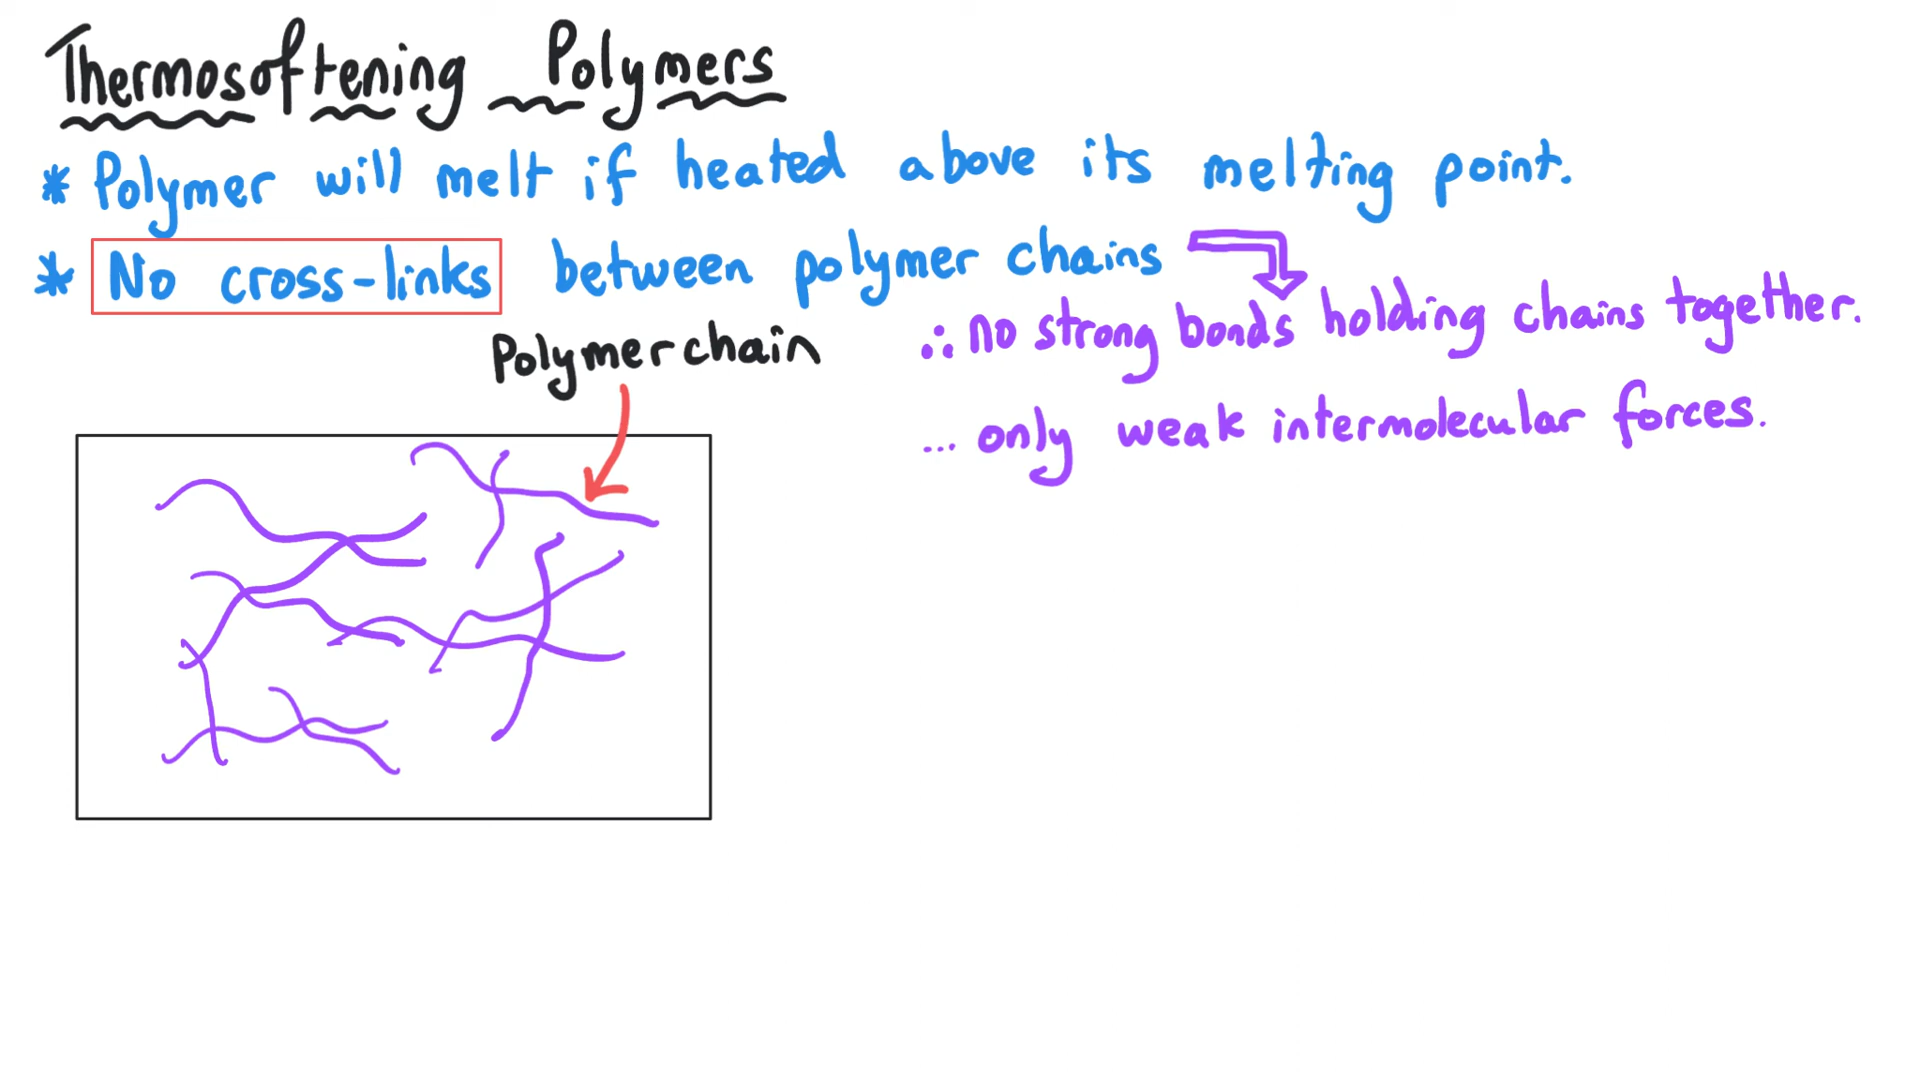 Thermosoftening Polymers
* Polymer will melt if heated above its melting point.
* No cross-links between polymer chains
∴ no strong bonds holding chains together.
... only weak intermolecular forces.
Polymer chain